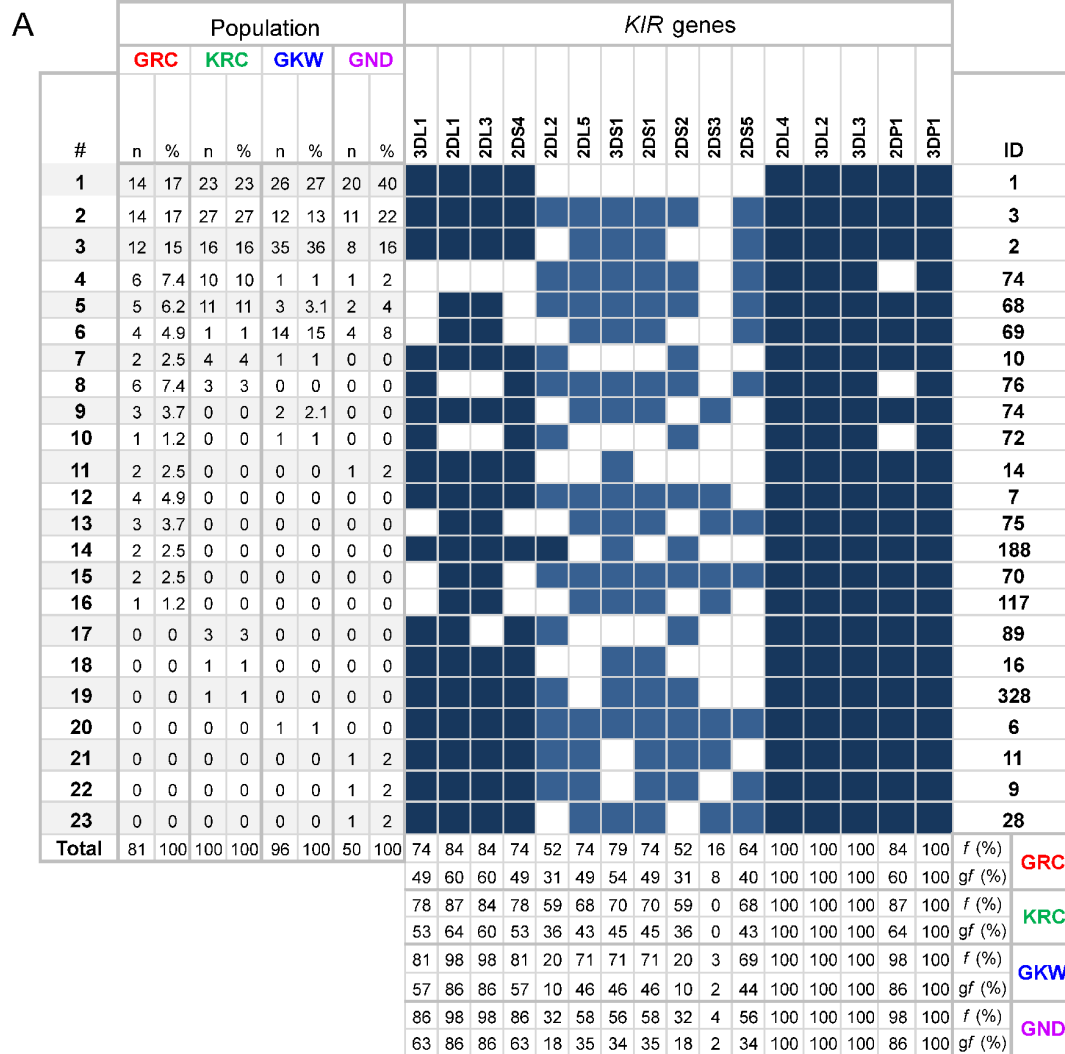 A
Population KIR genes
GRC KRC GKW GND
# n % n % n % n % 3DL1 2DL1 2DL3 2DS4 2DL2 2DL5 3DS1 2DS1 2DS2 2DS3 2DS5 2DL4 3DL2 3DL3 2DP1 3DP1 ID
1 14 17 23 23 26 27 20 40 1
2 14 17 27 27 12 13 11 22 3
3 12 15 16 16 35 36 8 16 2
4 6 7.4 10 10 1 1 1 2 74
5 5 6.2 11 11 3 3.1 2 4 68
6 4 4.9 1 1 14 15 4 8 69
7 2 2.5 4 4 1 1 0 0 10
8 6 7.4 3 3 0 0 0 0 76
9 3 3.7 0 0 2 2.1 0 0 74
10 1 1.2 0 0 1 1 0 0 72
11 2 2.5 0 0 0 0 1 2 14
12 4 4.9 0 0 0 0 0 0 7
13 3 3.7 0 0 0 0 0 0 75
14 2 2.5 0 0 0 0 0 0 188
15 2 2.5 0 0 0 0 0 0 70
16 1 1.2 0 0 0 0 0 0 117
17 0 0 3 3 0 0 0 0 89
18 0 0 1 1 0 0 0 0 16
19 0 0 1 1 0 0 0 0 328
20 0 0 0 0 1 1 0 0 6
21 0 0 0 0 0 0 1 2 11
22 0 0 0 0 0 0 1 2 9
23 0 0 0 0 0 0 1 2 28
Total 81 100 100 100 96 100 50 100 74 84 84 74 52 74 79 74 52 16 64 100 100 100 84 100 f (%) GRC
49 60 60 49 31 49 54 49 31 8 40 100 100 100 60 100 gf (%)
78 87 84 78 59 68 70 70 59 0 68 100 100 100 87 100 f (%) KRC
53 64 60 53 36 43 45 45 36 0 43 100 100 100 64 100 gf (%)
81 98 98 81 20 71 71 71 20 3 69 100 100 100 98 100 f (%) GKW
57 86 86 57 10 46 46 46 10 2 44 100 100 100 86 100 gf (%)
86 98 98 86 32 58 56 58 32 4 56 100 100 100 98 100 f (%) GND
63 86 86 63 18 35 34 35 18 2 34 100 100 100 86 100 gf (%)